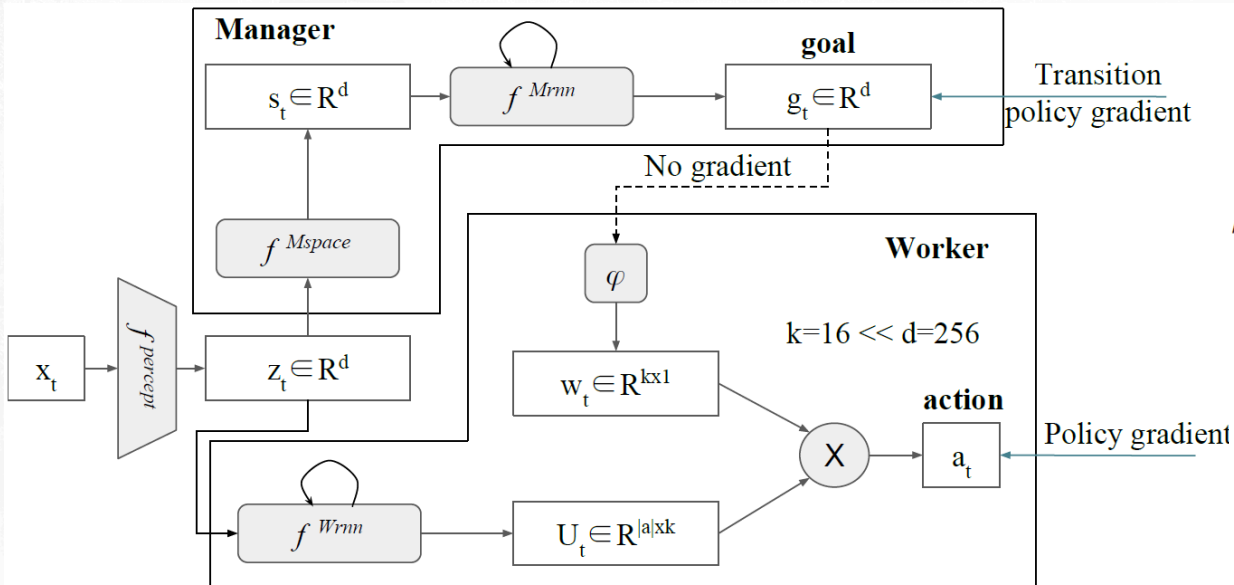 Manager
goal
s_t ∈ R^d
f^Mrnn
g_t ∈ R^d
Transition
policy gradient
No gradient
f^Mspace
Worker
φ
k=16 << d=256
x_t
f^percept
z_t ∈ R^d
w_t ∈ R^kx1
action
X
a_t
Policy gradient
f^Wrnn
U_t ∈ R^|a|xk